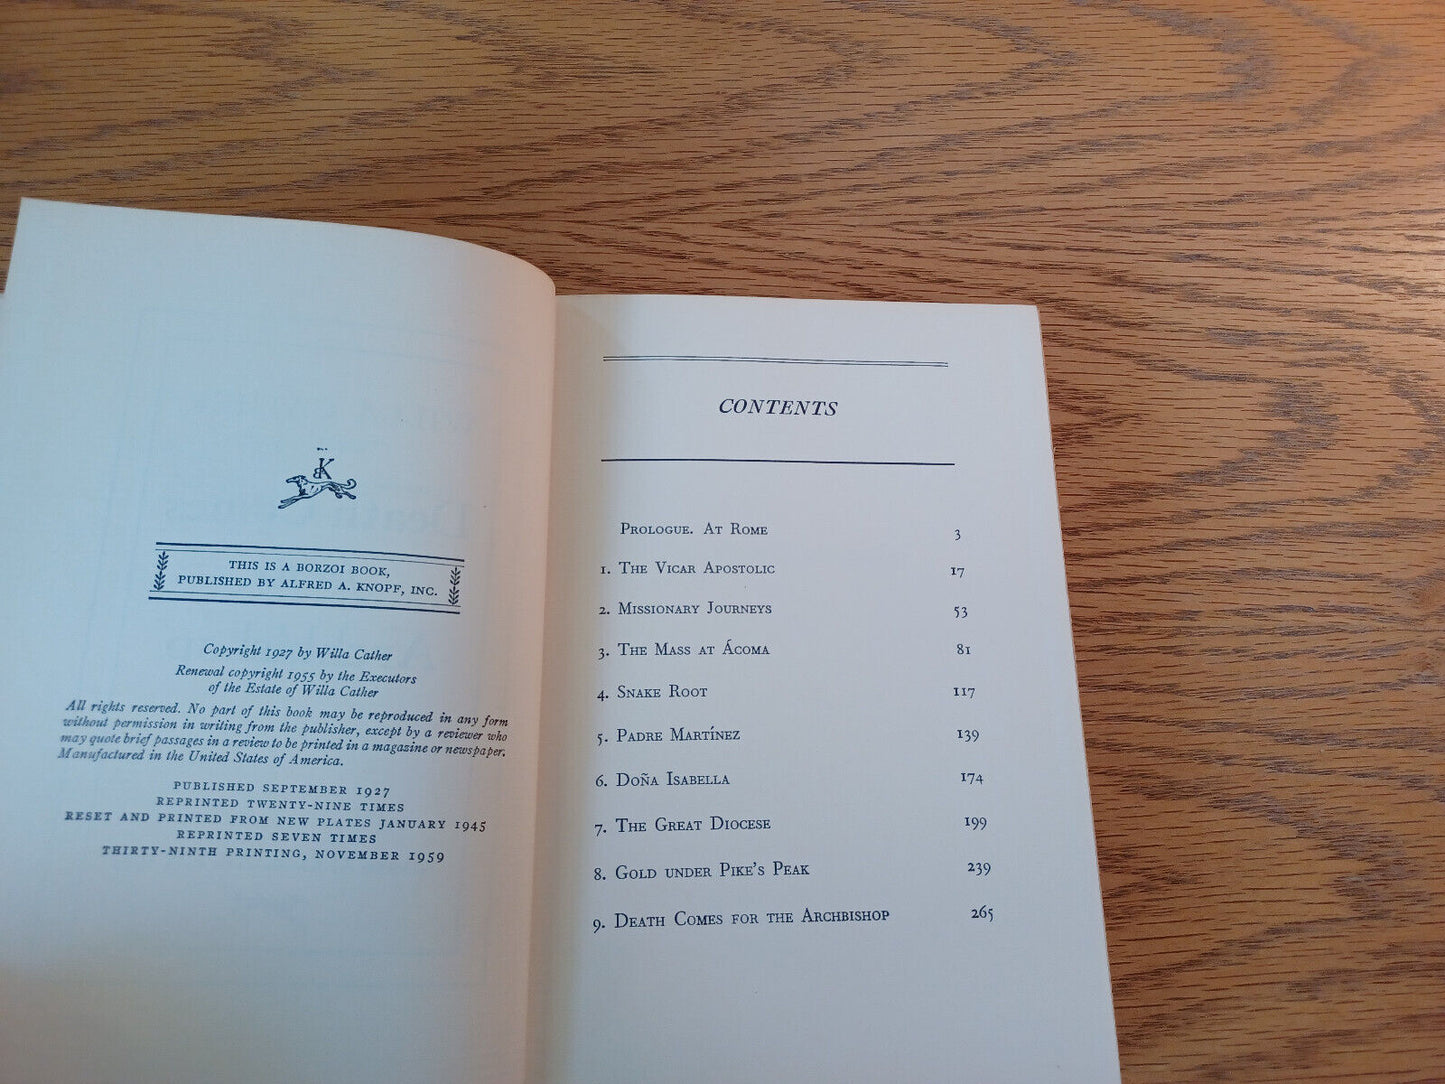 THIS IS A BORZOI BOOK,
PUBLISHED BY ALFRED A. KNOPF, INC.
Copyright 1927 by Willa Cather
Renewal copyright 1955 by the Executors
of the Estate of Willa Cather
All rights reserved. No part of this book may be reproduced in any form
without permission in writing from the publisher, except by a reviewer who
may quote brief passages in a review to be printed in a magazine or newspaper.
Manufactured in the United States of America.
PUBLISHED SEPTEMBER 1927
REPRINTED TWENTY-NINE TIMES
RESET AND PRINTED FROM NEW PLATES JANUARY 1945
REPRINTED SEVEN TIMES
THIRTY-NINTH PRINTING, NOVEMBER 1959
CONTENTS
Prologue. At Rome 3
1. The Vicar Apostolic 17
2. Missionary Journeys 53
3. The Mass at Ácoma 81
4. Snake Root 117
5. Padre Martínez 139
6. Doña Isabella 174
7. The Great Diocese 199
8. Gold under Pike's Peak 239
9. Death Comes for the Archbishop 265